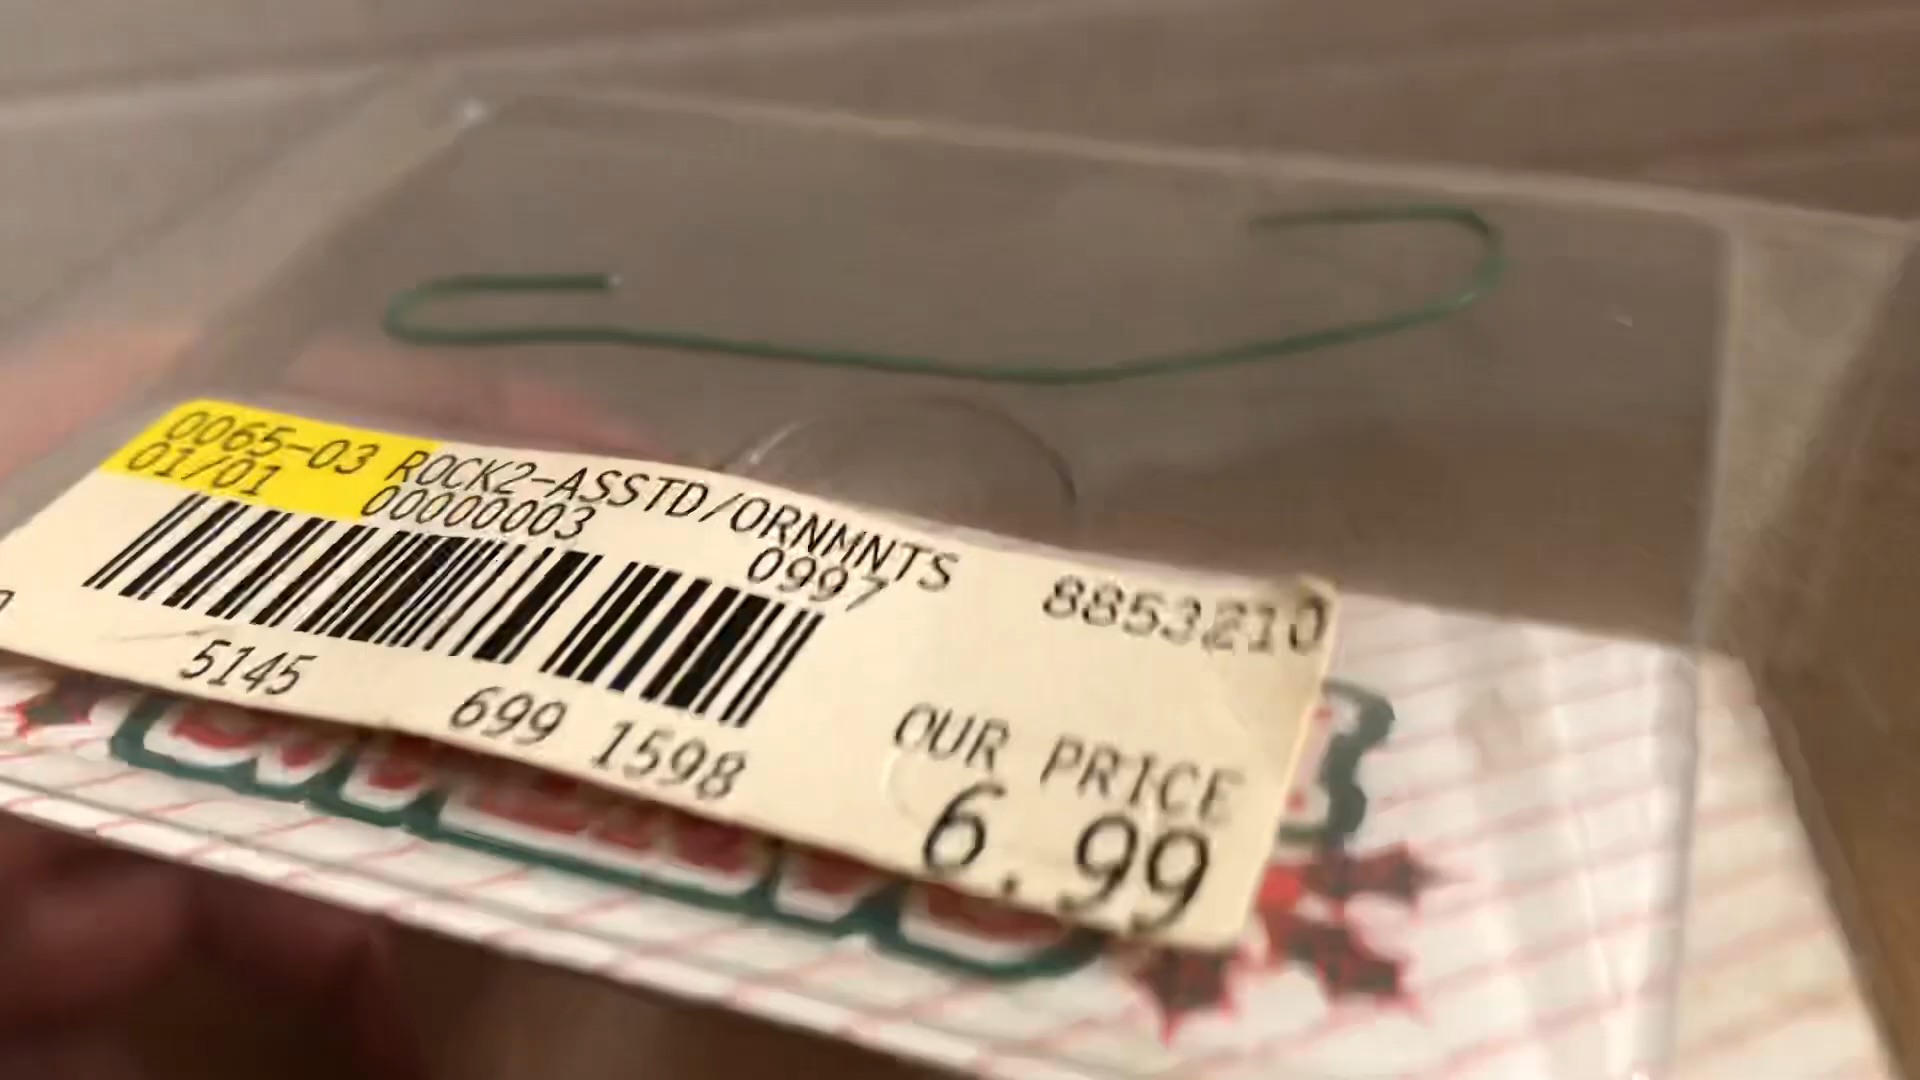 0065-03 ROCK2-ASSTD/ORNMNTS
01/01 00000003
0997
8853210
5145 699 1598
OUR PRICE
6.99